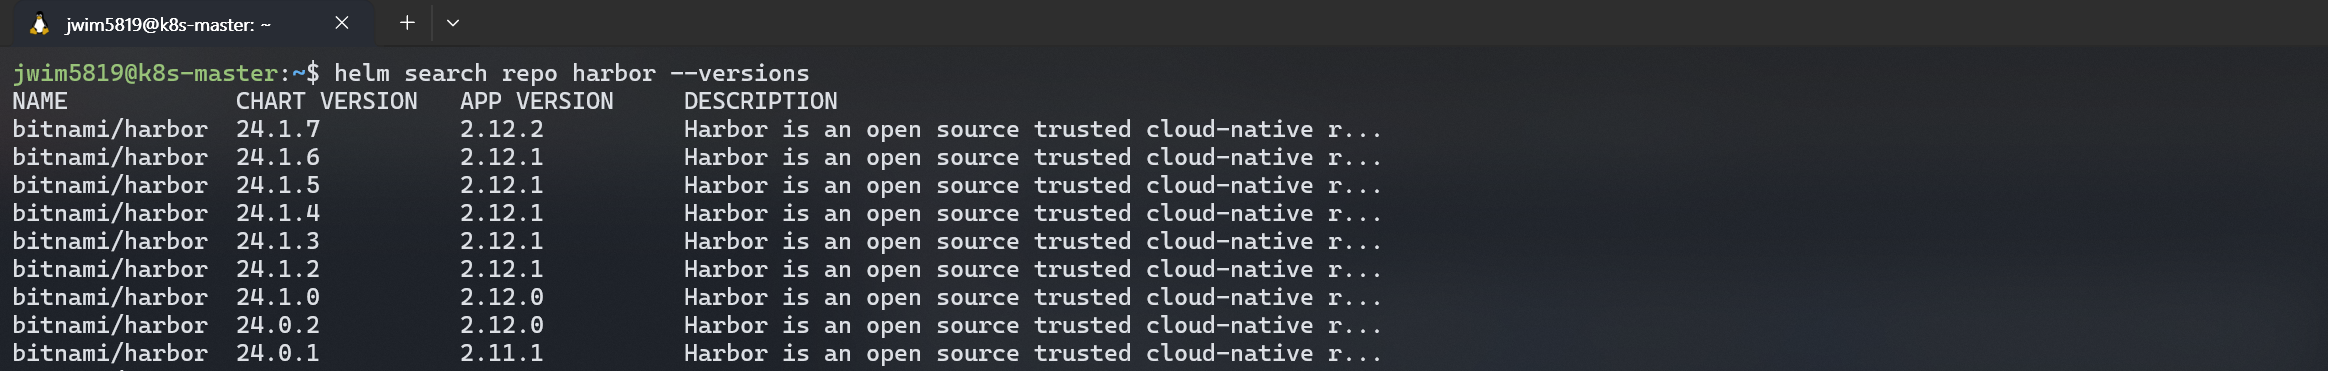 jwim5819@k8s-master: ~
jwim5819@k8s-master:~$ helm search repo harbor --versions
NAME            CHART VERSION   APP VERSION     DESCRIPTION
bitnami/harbor  24.1.7          2.12.2          Harbor is an open source trusted cloud-native r...
bitnami/harbor  24.1.6          2.12.1          Harbor is an open source trusted cloud-native r...
bitnami/harbor  24.1.5          2.12.1          Harbor is an open source trusted cloud-native r...
bitnami/harbor  24.1.4          2.12.1          Harbor is an open source trusted cloud-native r...
bitnami/harbor  24.1.3          2.12.1          Harbor is an open source trusted cloud-native r...
bitnami/harbor  24.1.2          2.12.1          Harbor is an open source trusted cloud-native r...
bitnami/harbor  24.1.0          2.12.0          Harbor is an open source trusted cloud-native r...
bitnami/harbor  24.0.2          2.12.0          Harbor is an open source trusted cloud-native r...
bitnami/harbor  24.0.1          2.11.1          Harbor is an open source trusted cloud-native r...